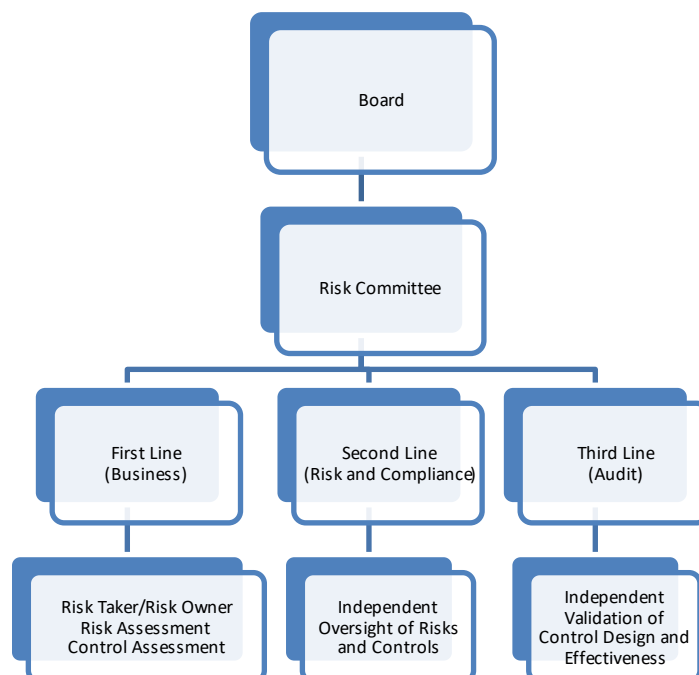 Board
Risk Committee
First Line
(Business)
Second Line
(Risk and Compliance)
Third Line
(Audit)
Risk Taker/Risk Owner
Risk Assessment
Control Assessment
Independent
Oversight of Risks
and Controls
Independent
Validation of
Control Design and
Effectiveness